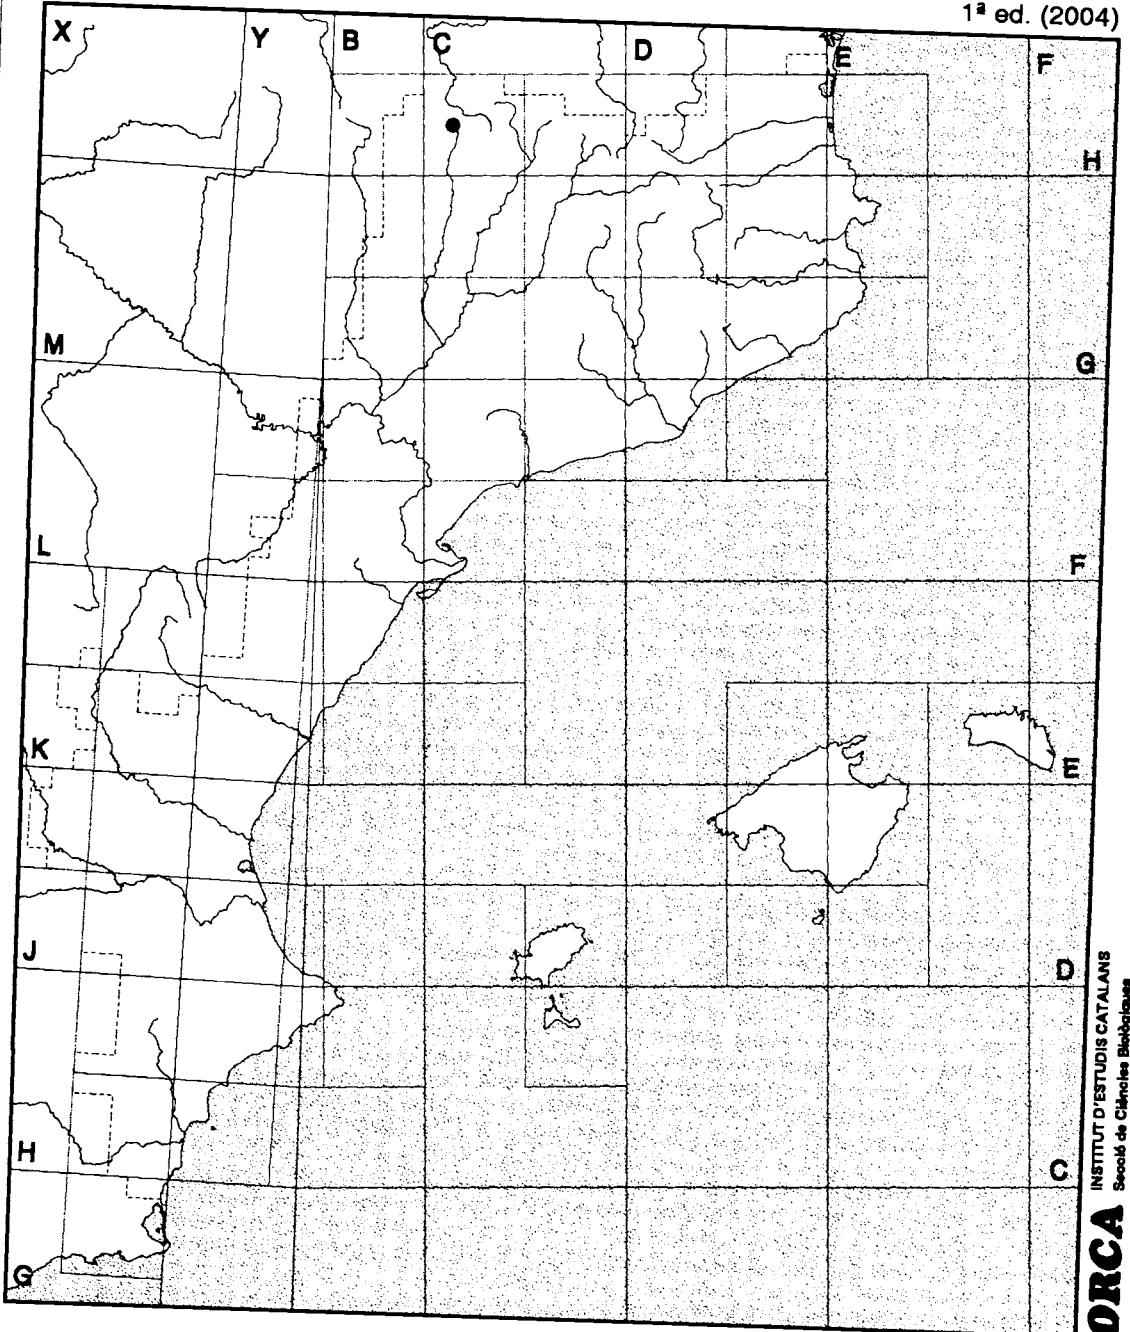 1ª ed. (2004)
X Y B C D E F
H
M G
L F
K E
J D
H C
G
ORCA
INSTITUT D'ESTUDIS CATALANS
Secció de Ciències Biològiques